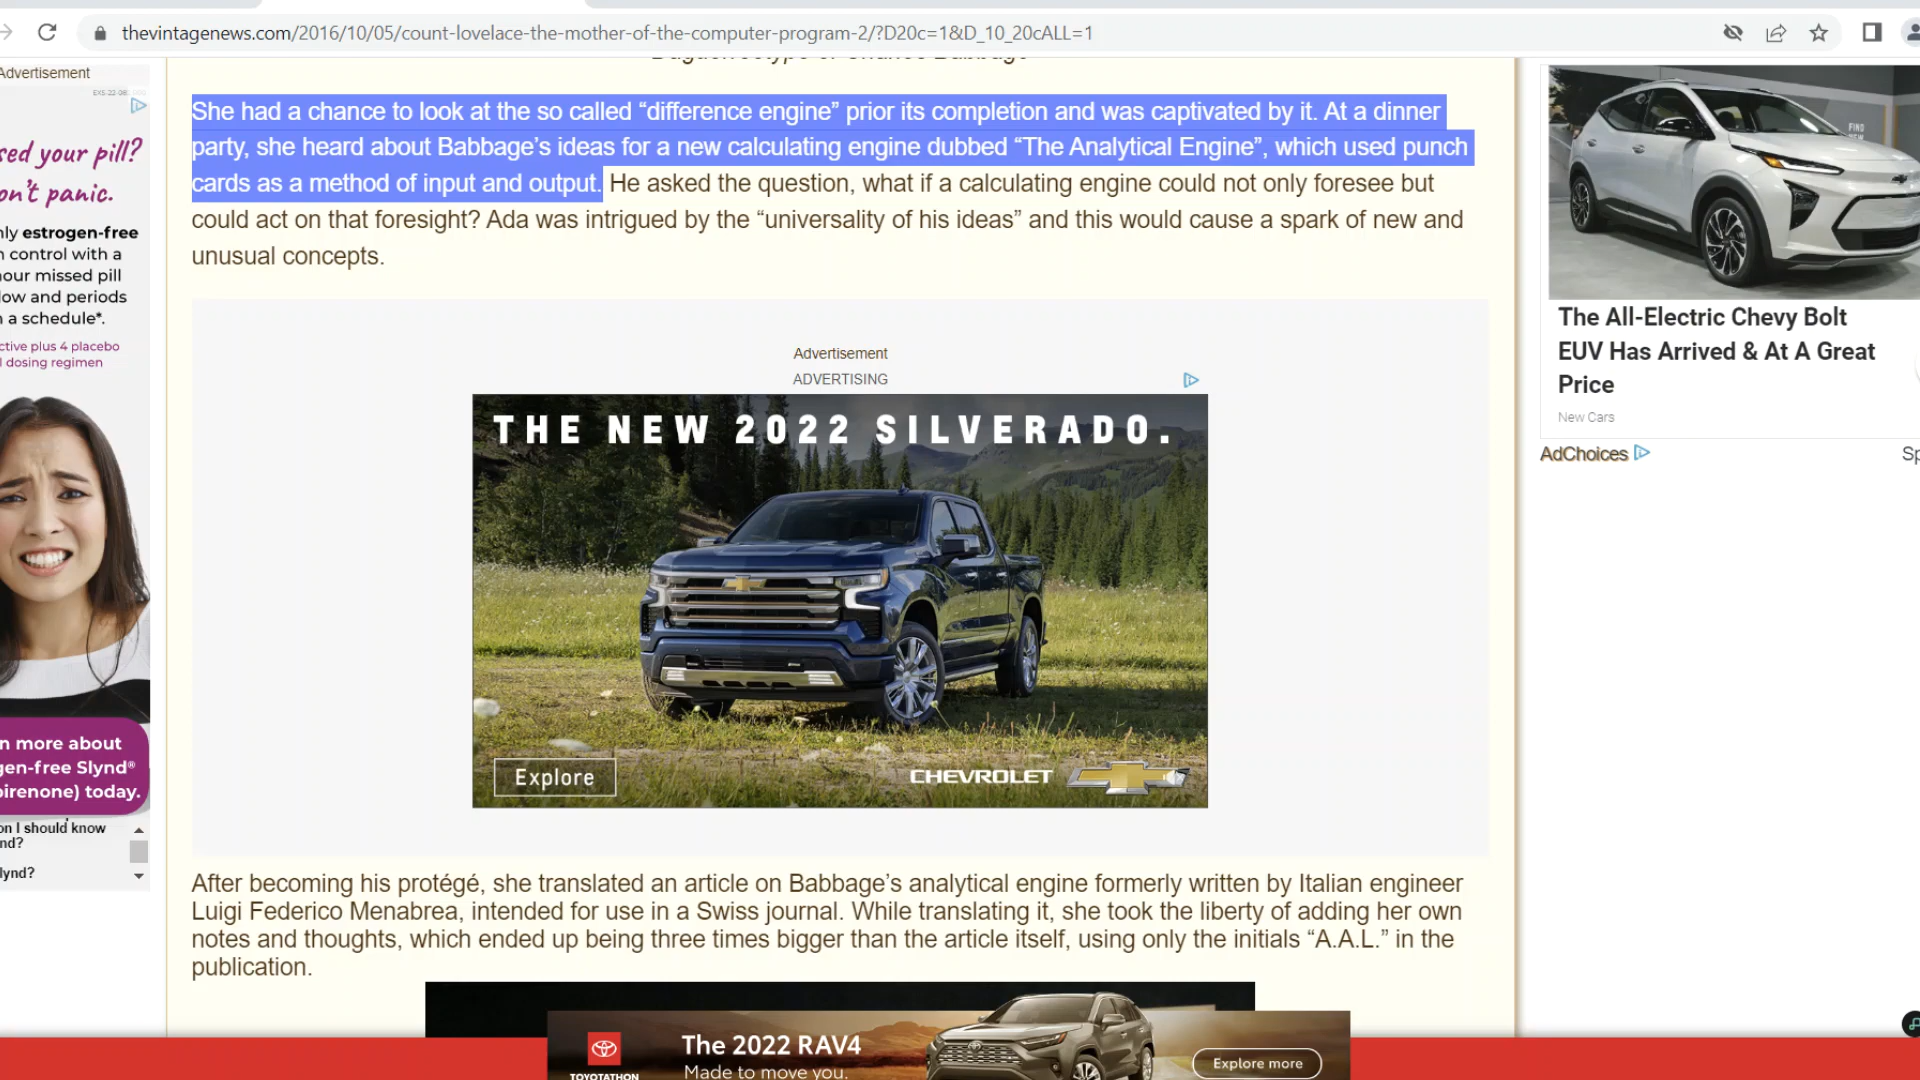 thevintagenews.com/2016/10/05/count-lovelace-the-mother-of-the-computer-program-2/?D20c=1&D_10_20cALL=1
Advertisement
sed your pill?
on't panic.
nly estrogen-free
control with a
our missed pill
low and periods
a schedule*.
ctive plus 4 placebo
dosing regimen
n more about
gen-free Slynd®
pirenone) today.
on I should know
nd?
lynd?
She had a chance to look at the so called “difference engine” prior its completion and was captivated by it. At a dinner
party, she heard about Babbage’s ideas for a new calculating engine dubbed “The Analytical Engine”, which used punch
cards as a method of input and output. He asked the question, what if a calculating engine could not only foresee but
could act on that foresight? Ada was intrigued by the “universality of his ideas” and this would cause a spark of new and
unusual concepts.
Advertisement
ADVERTISING
THE NEW 2022 SILVERADO.
Explore
CHEVROLET
After becoming his protégé, she translated an article on Babbage’s analytical engine formerly written by Italian engineer
Luigi Federico Menabrea, intended for use in a Swiss journal. While translating it, she took the liberty of adding her own
notes and thoughts, which ended up being three times bigger than the article itself, using only the initials “A.A.L.” in the
publication.
TOYOTATHON
The 2022 RAV4
Made to move you.
Explore more
FIND
NEW
The All-Electric Chevy Bolt
EUV Has Arrived & At A Great
Price
New Cars
AdChoices
Sp